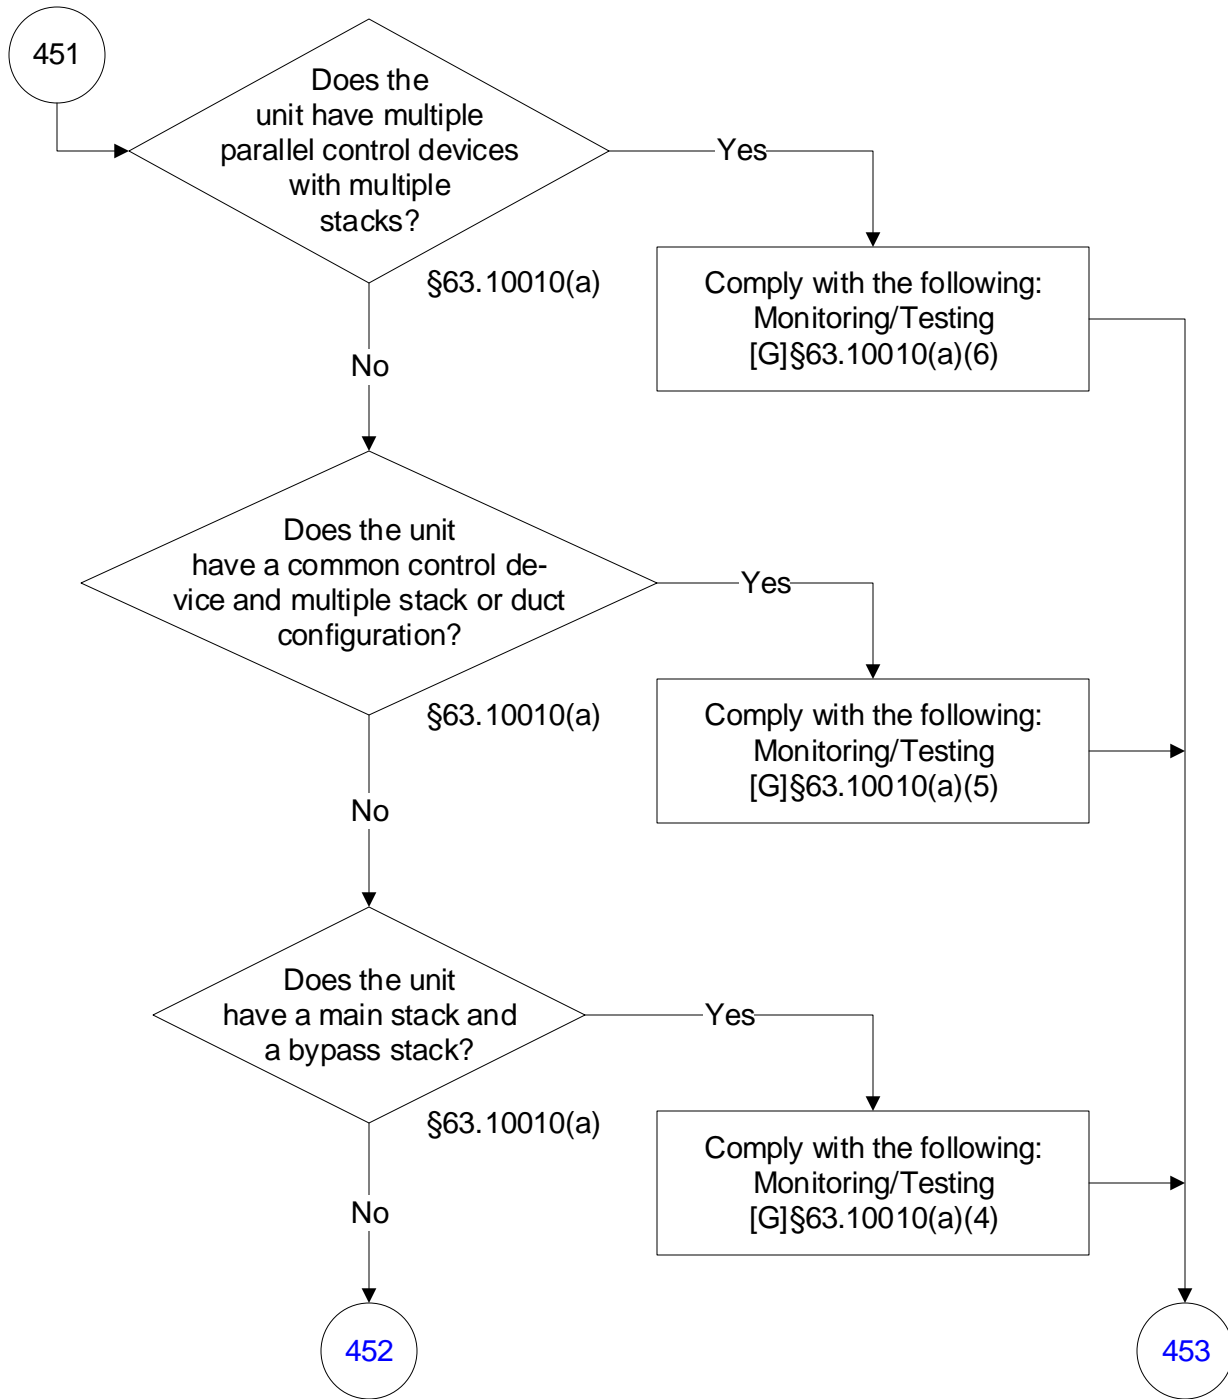 451
Does the
unit have multiple
parallel control devices
with multiple
stacks?
Yes
§63.10010(a)
Comply with the following:
Monitoring/Testing
[G]§63.10010(a)(6)
No
Does the unit
have a common control de-
vice and multiple stack or duct
configuration?
Yes
§63.10010(a)
Comply with the following:
Monitoring/Testing
[G]§63.10010(a)(5)
No
Does the unit
have a main stack and
a bypass stack?
Yes
§63.10010(a)
Comply with the following:
Monitoring/Testing
[G]§63.10010(a)(4)
No
452
453